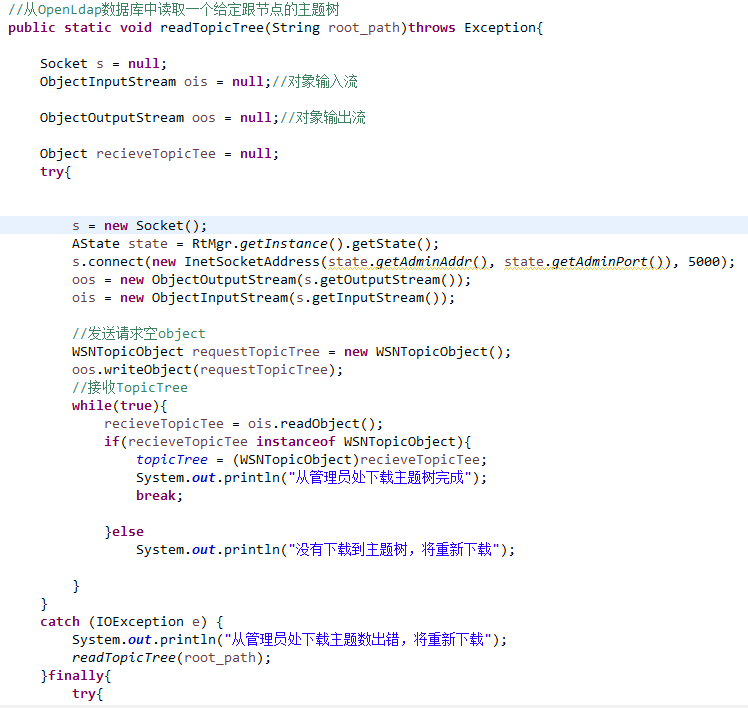 //从OpenLdap数据库中读取一个给定跟节点的主题树
public static void readTopicTree(String root_path)throws Exception{
Socket s = null;
ObjectInputStream ois = null;//对象输入流
ObjectOutputStream oos = null;//对象输出流
Object recieveTopicTee = null;
try{
s = new Socket();
AState state = RtMgr.getInstance().getState();
s.connect(new InetSocketAddress(state.getAdminAddr(), state.getAdminPort()), 5000);
oos = new ObjectOutputStream(s.getOutputStream());
ois = new ObjectInputStream(s.getInputStream());
//发送请求空object
WSNTopicObject requestTopicTree = new WSNTopicObject();
oos.writeObject(requestTopicTree);
//接收TopicTree
while(true){
recieveTopicTee = ois.readObject();
if(recieveTopicTee instanceof WSNTopicObject){
topicTree = (WSNTopicObject)recieveTopicTee;
System.out.println("从管理员处下载主题树完成");
break;
}else
System.out.println("没有下载到主题树，将重新下载");
}
}
catch (IOException e) {
System.out.println("从管理员处下载主题数出错，将重新下载");
readTopicTree(root_path);
}finally{
try{